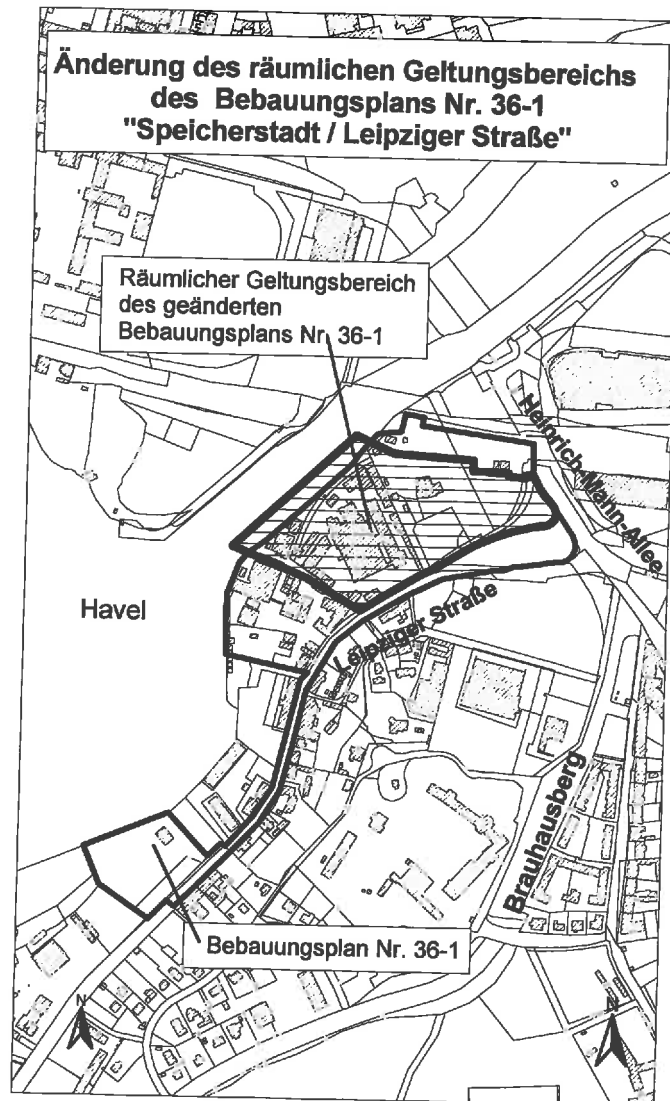 Änderung des räumlichen Geltungsbereichs
des Bebauungsplans Nr. 36-1
"Speicherstadt / Leipziger Straße"
Räumlicher Geltungsbereich
des geänderten
Bebauungsplans Nr. 36-1
Heinrich-Mann-Allee
Havel
Leipziger Straße
Brauhausberg
Bebauungsplan Nr. 36-1
N
N